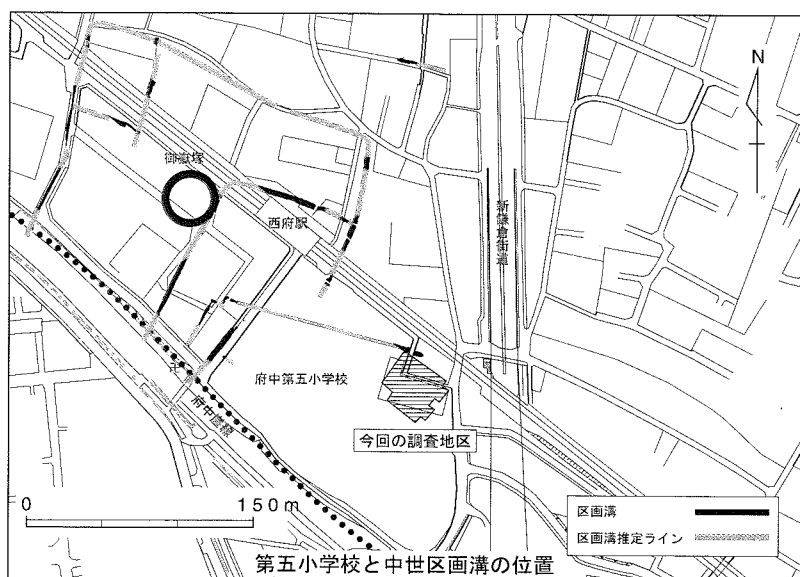 N
御嶽塚
西府駅
新鎌倉街道
府中第五小学校
府中崖線
今回の調査地区
0 150m
区画溝
区画溝推定ライン
第五小学校と中世区画溝の位置